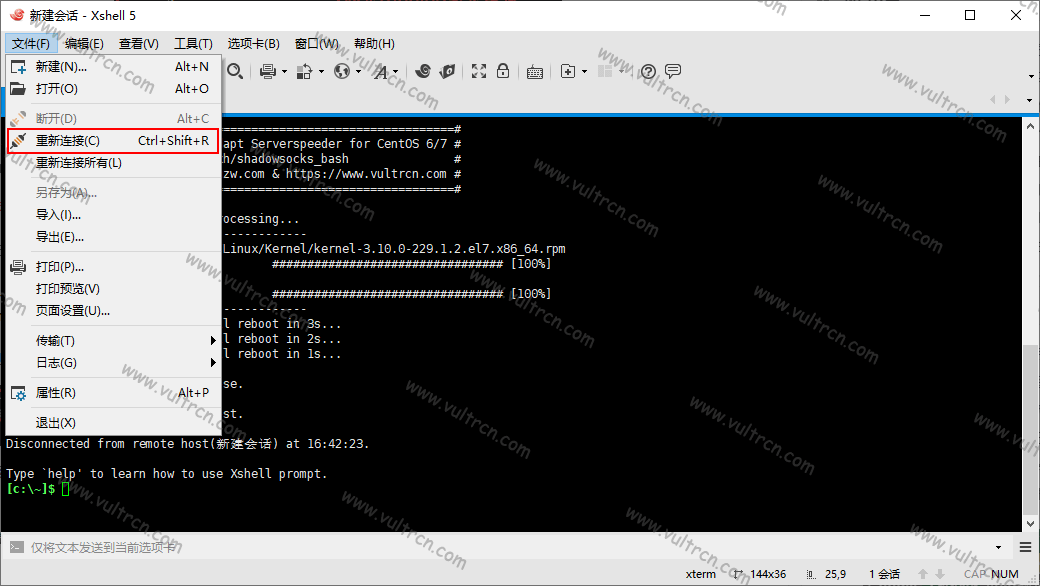 新建会话 - Xshell 5
文件(F) 编辑(E) 查看(V) 工具(T) 选项卡(B) 窗口(W) 帮助(H)
新建(N)... Alt+N
打开(O) Alt+O
断开(D) Alt+C
重新连接(C) Ctrl+Shift+R
重新连接所有(L)
另存为(A)...
导入(I)...
导出(E)...
打印(P)...
打印预览(V)
页面设置(U)...
传输(T)
日志(G)
属性(R) Alt+P
退出(X)
=================================#
apt Serverspeeder for CentOS 6/7 #
h/shadowsocks_bash #
zw.com & https://www.vultrcn.com #
=================================#
ocessing...
------------
Linux/Kernel/kernel-3.10.0-229.1.2.el7.x86_64.rpm
################################# [100%]
################################# [100%]
------------
l reboot in 3s...
l reboot in 2s...
l reboot in 1s...
se.
st.
Disconnected from remote host(新建会话) at 16:42:23.
Type `help' to learn how to use Xshell prompt.
[c:\~]$
仅将文本发送到当前选项卡
xterm 144x36 25,9 1 会话 CAP NUM
www.vultrcn.com